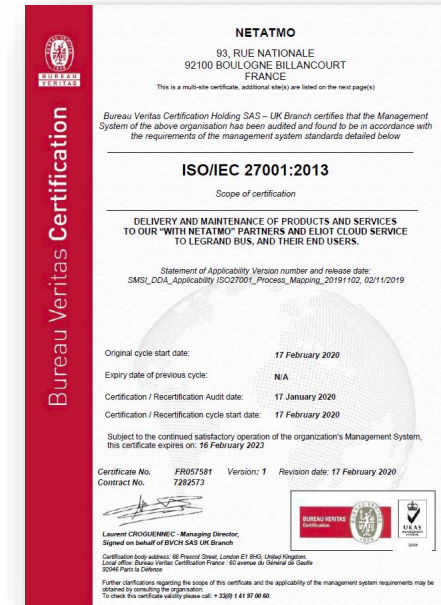 NETATMO
93, RUE NATIONALE
92100 BOULOGNE BILLANCOURT
FRANCE
This is a multi-site certificate, additional site(s) are listed on the next page(s)
BUREAU
VERITAS
Bureau Veritas Certification
Bureau Veritas Certification Holding SAS – UK Branch certifies that the Management
System of the above organisation has been audited and found to be in accordance with
the requirements of the management system standards detailed below
ISO/IEC 27001:2013
Scope of certification
DELIVERY AND MAINTENANCE OF PRODUCTS AND SERVICES
TO OUR “WITH NETATMO” PARTNERS AND ELIOT CLOUD SERVICE
TO LEGRAND BUS, AND THEIR END USERS.
Statement of Applicability Version number and release date:
SMSI_DDA_Applicability ISO27001_Process_Mapping_20191102, 02/11/2019
Original cycle start date: 17 February 2020
Expiry date of previous cycle: N/A
Certification / Recertification Audit date: 17 January 2020
Certification / Recertification cycle start date: 17 February 2020
Subject to the continued satisfactory operation of the organization's Management System,
this certificate expires on: 16 February 2023
Certificate No. FR057581 Version: 1 Revision date: 17 February 2020
Contract No. 7282573
Laurent CROGUENNEC - Managing Director,
Signed on behalf of BVCH SAS UK Branch
BUREAU VERITAS
Certification
UKAS
Certification body address: 66 Prescot Street, London E1 8HG, United Kingdom.
Local office: Bureau Veritas Certification France : 60 avenue du Général de Gaulle
92046 Paris la Défense
Further clarifications regarding the scope of this certificate and the applicability of the management system requirements may be
obtained by consulting the organisation.
To check this certificate validity please call: + 33(0) 1 41 97 00 60.